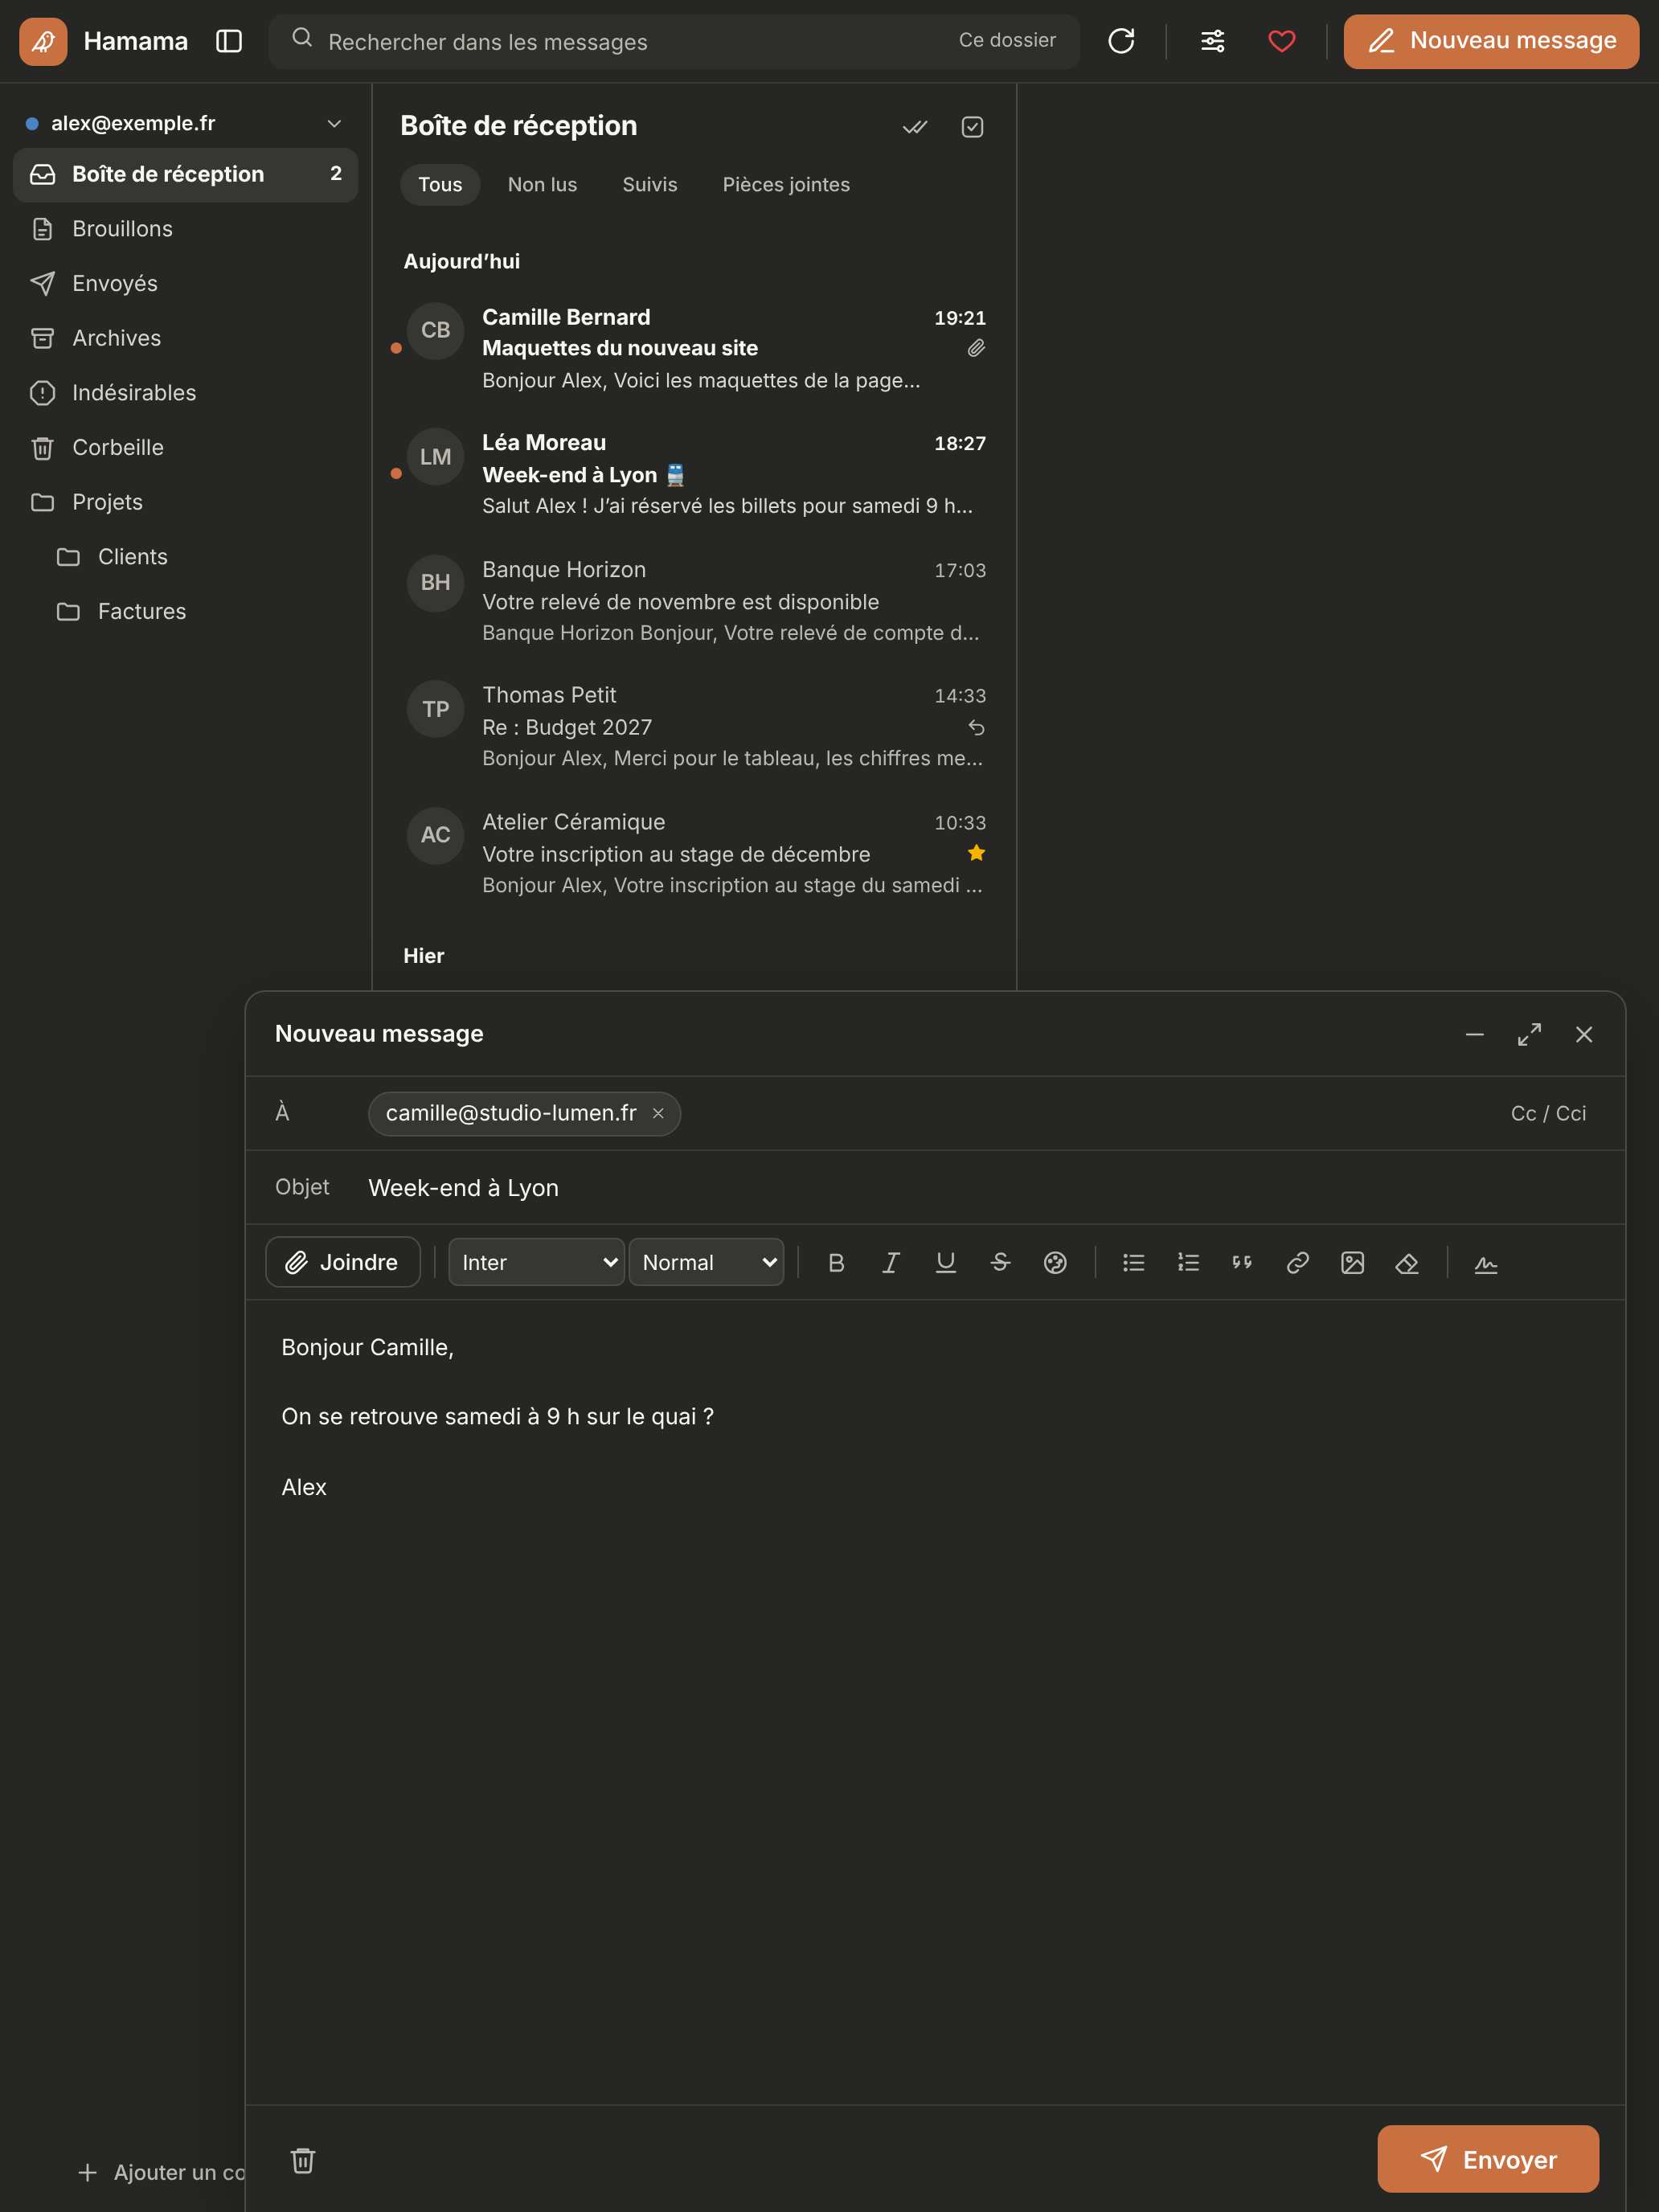 Hamama
Rechercher dans les messages
Ce dossier
Nouveau message
alex@exemple.fr
Boîte de réception 2
Brouillons
Envoyés
Archives
Indésirables
Corbeille
Projets
Clients
Factures
Ajouter un co
Boîte de réception
Tous Non lus Suivis Pièces jointes
Aujourd’hui
CB
Camille Bernard 19:21
Maquettes du nouveau site
Bonjour Alex, Voici les maquettes de la page...
LM
Léa Moreau 18:27
Week-end à Lyon 🚆
Salut Alex ! J’ai réservé les billets pour samedi 9 h...
BH
Banque Horizon 17:03
Votre relevé de novembre est disponible
Banque Horizon Bonjour, Votre relevé de compte d...
TP
Thomas Petit 14:33
Re : Budget 2027
Bonjour Alex, Merci pour le tableau, les chiffres me...
AC
Atelier Céramique 10:33
Votre inscription au stage de décembre
Bonjour Alex, Votre inscription au stage du samedi ...
Hier
Nouveau message
À camille@studio-lumen.fr Cc / Cci
Objet Week-end à Lyon
Joindre Inter Normal B I U S
Bonjour Camille,
On se retrouve samedi à 9 h sur le quai ?
Alex
Envoyer